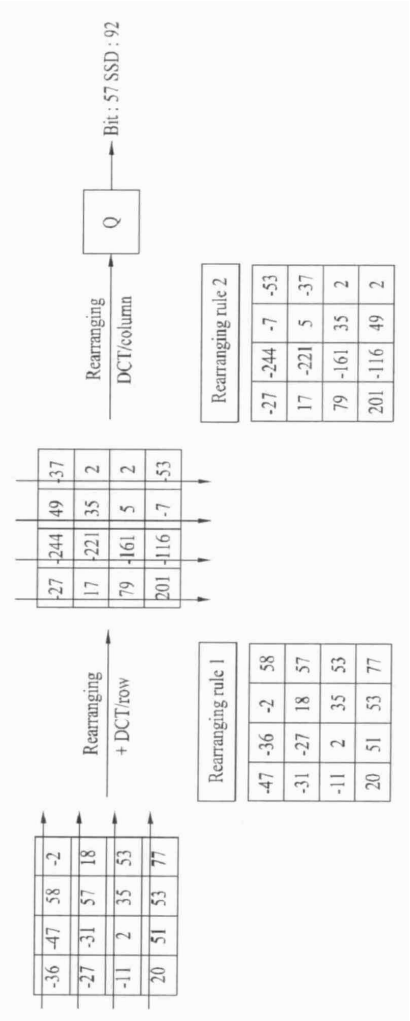 -36 -47 58 -2
-27 -31 57 18
-11 2 35 53
20 51 53 77
Rearranging
+ DCT/row
-27 -244 49 -37
17 -221 35 2
79 -161 5 2
201 -116 -7 -53
Rearranging
DCT/column
Q
Bit : 57 SSD : 92
Rearranging rule 1
-47 -36 -2 58
-31 -27 18 57
-11 2 35 53
20 51 53 77
Rearranging rule 2
-27 -244 -7 -53
17 -221 5 -37
79 -161 35 2
201 -116 49 2